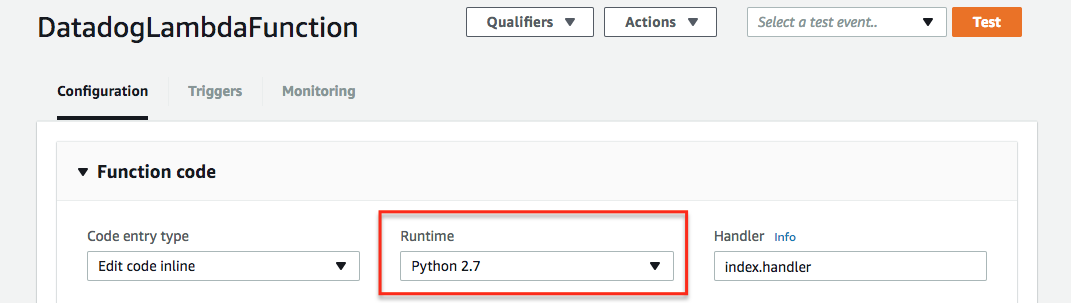 DatadogLambdaFunction
Qualifiers Actions Select a test event.. Test
Configuration Triggers Monitoring
Function code
Code entry type Runtime Handler Info
Edit code inline Python 2.7 index.handler